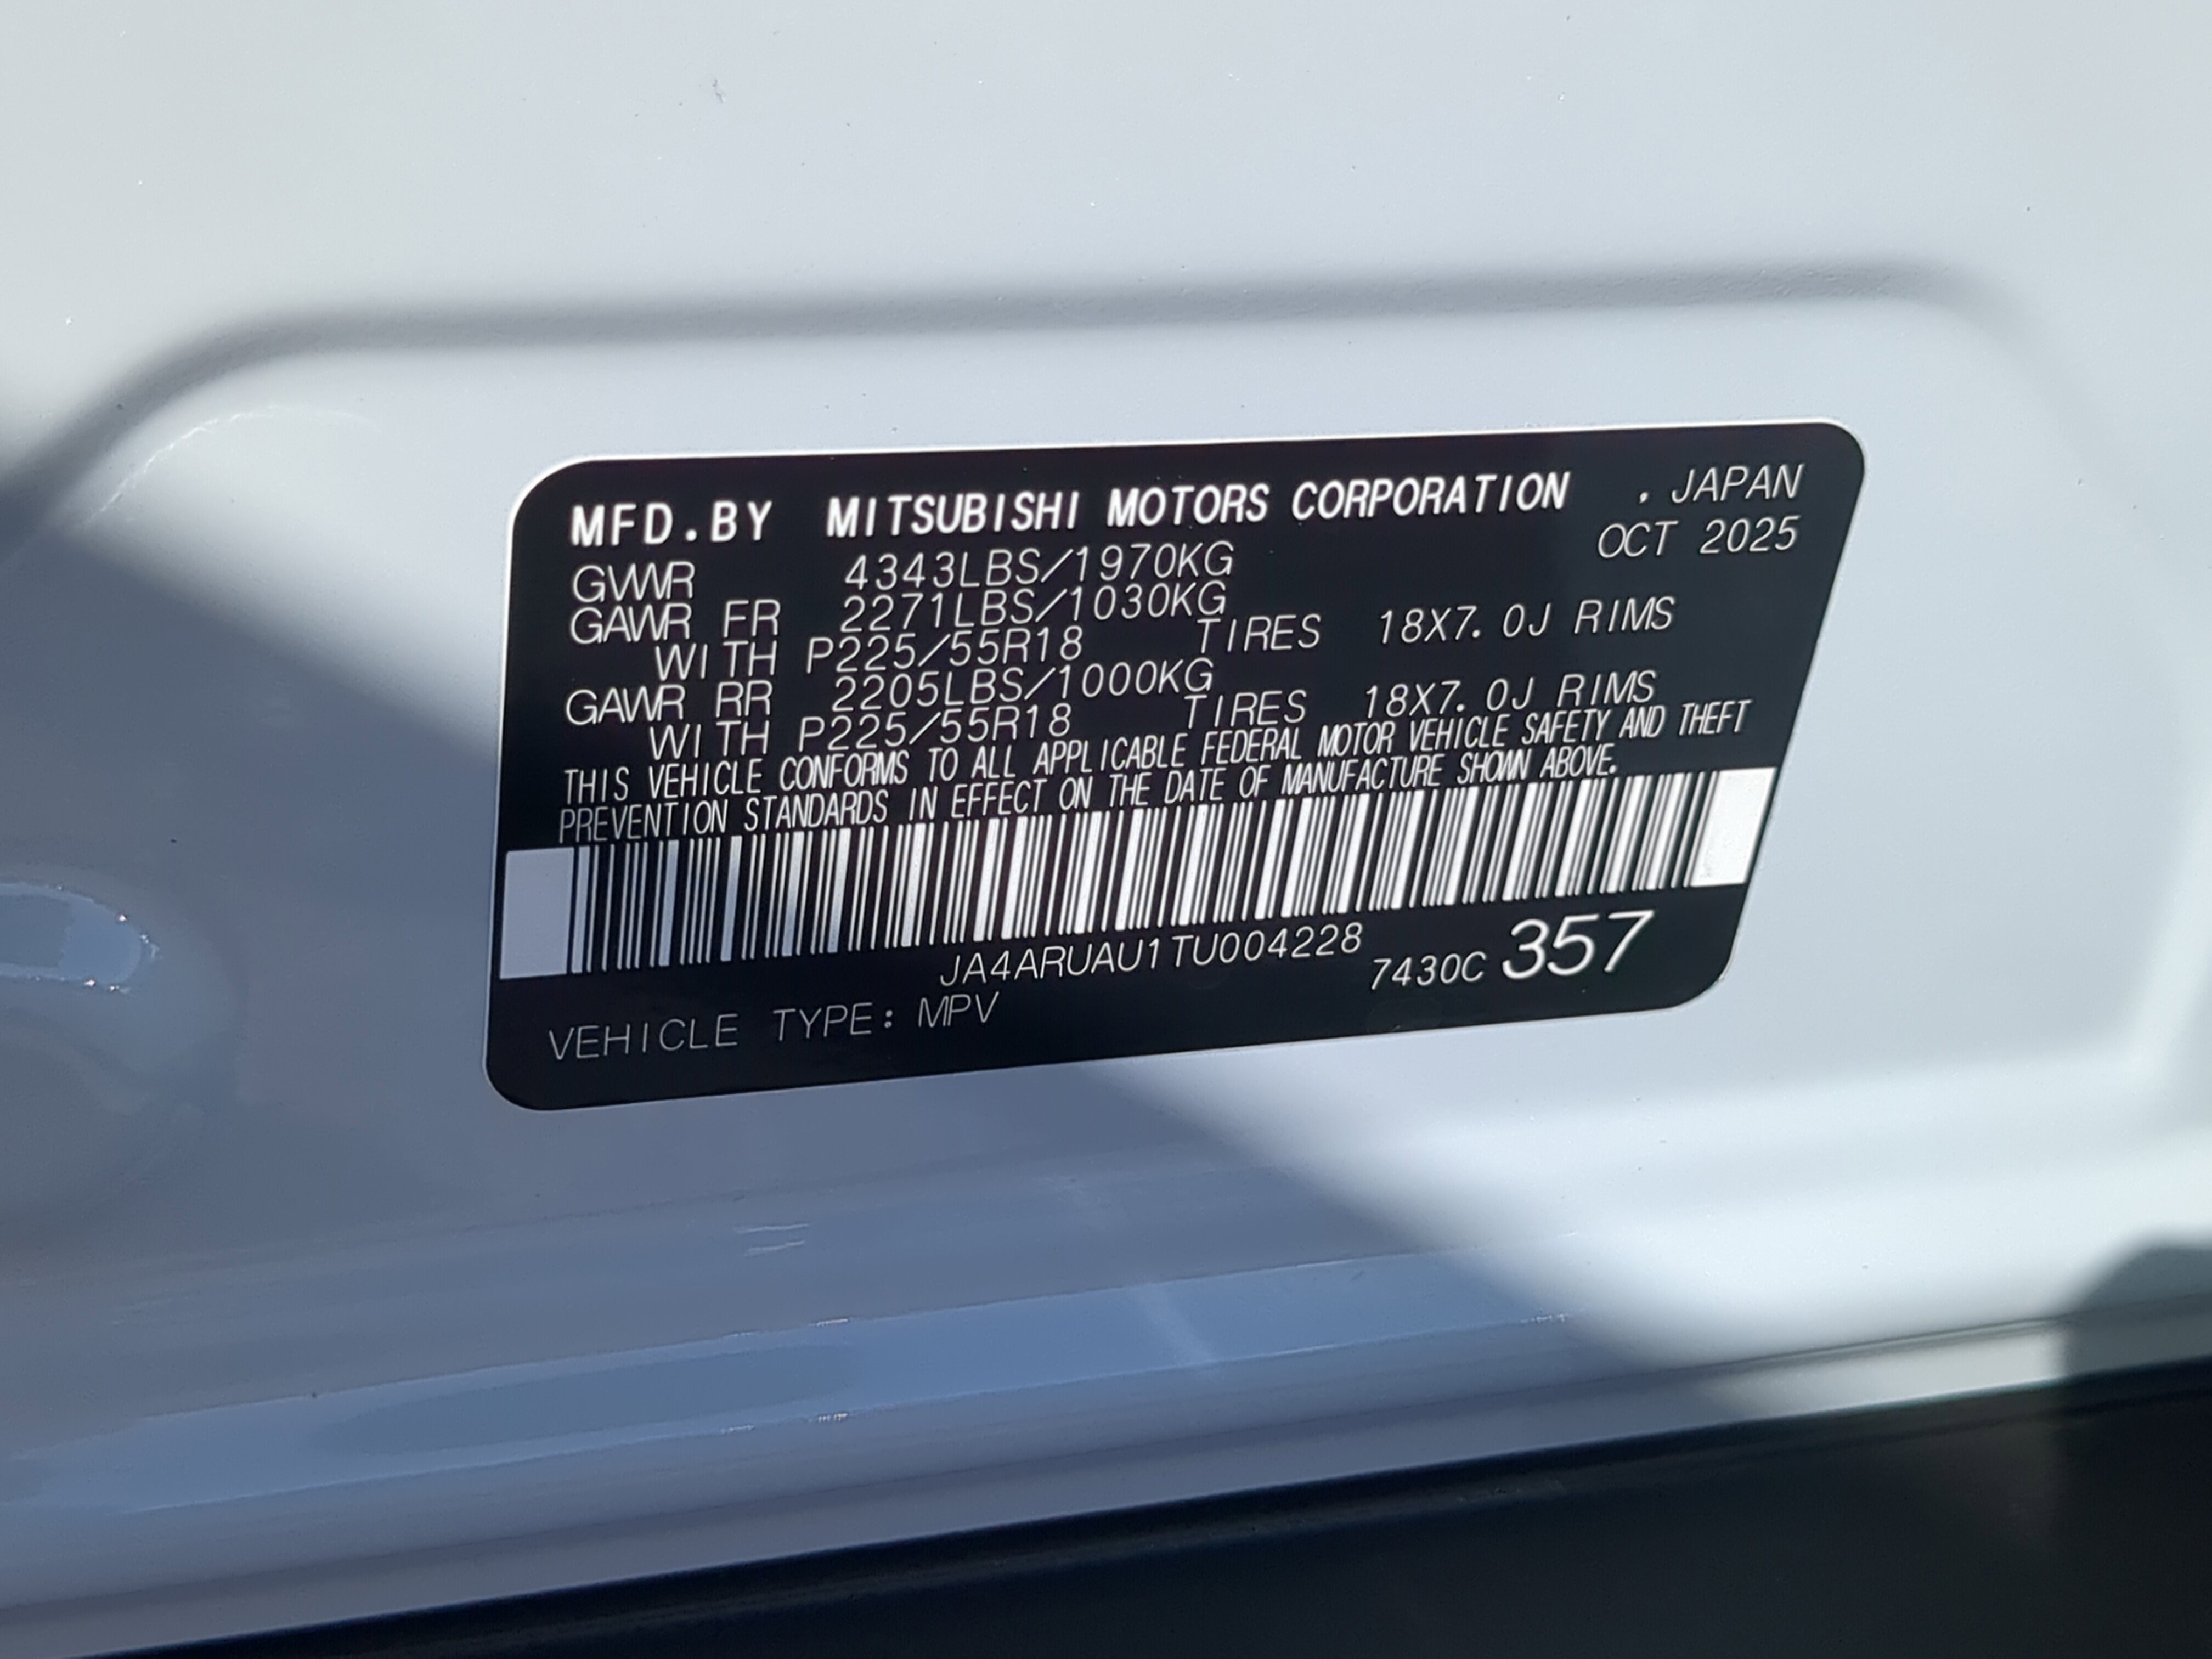 MFD.BY MITSUBISHI MOTORS CORPORATION . JAPAN
OCT 2025
GVWR 4343LBS/1970KG
GAWR FR 2271LBS/1030KG
WITH P225/55R18 TIRES 18X7.0J RIMS
GAWR RR 2205LBS/1000KG
WITH P225/55R18 TIRES 18X7.0J RIMS
THIS VEHICLE CONFORMS TO ALL APPLICABLE FEDERAL MOTOR VEHICLE SAFETY AND THEFT
PREVENTION STANDARDS IN EFFECT ON THE DATE OF MANUFACTURE SHOWN ABOVE.
JA4ARUAU1TU004228 7430C 357
VEHICLE TYPE: MPV